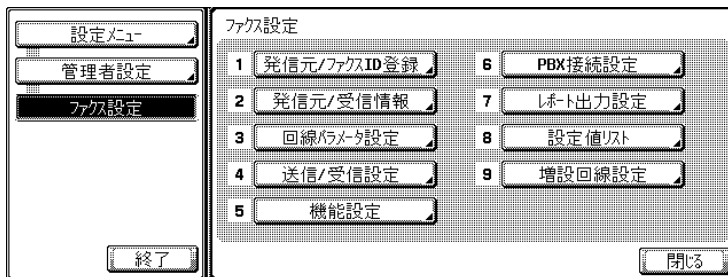 設定ﾒﾆｭｰ
管理者設定
ﾌｧｸｽ設定
終了
ﾌｧｸｽ設定
1 発信元/ﾌｧｸｽID登録
2 発信元/受信情報
3 回線ﾊﾟﾗﾒｰﾀ設定
4 送信/受信設定
5 機能設定
6 PBX接続設定
7 ﾚﾎﾟｰﾄ出力設定
8 設定値ﾘｽﾄ
9 増設回線設定
閉じる